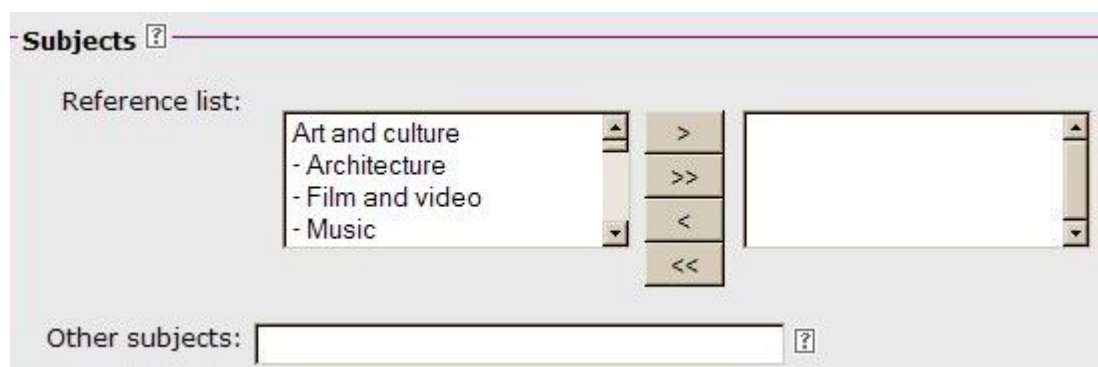 Subjects ?
Reference list:
Art and culture
- Architecture
- Film and video
- Music
>
>>
<
<<
Other subjects: ?